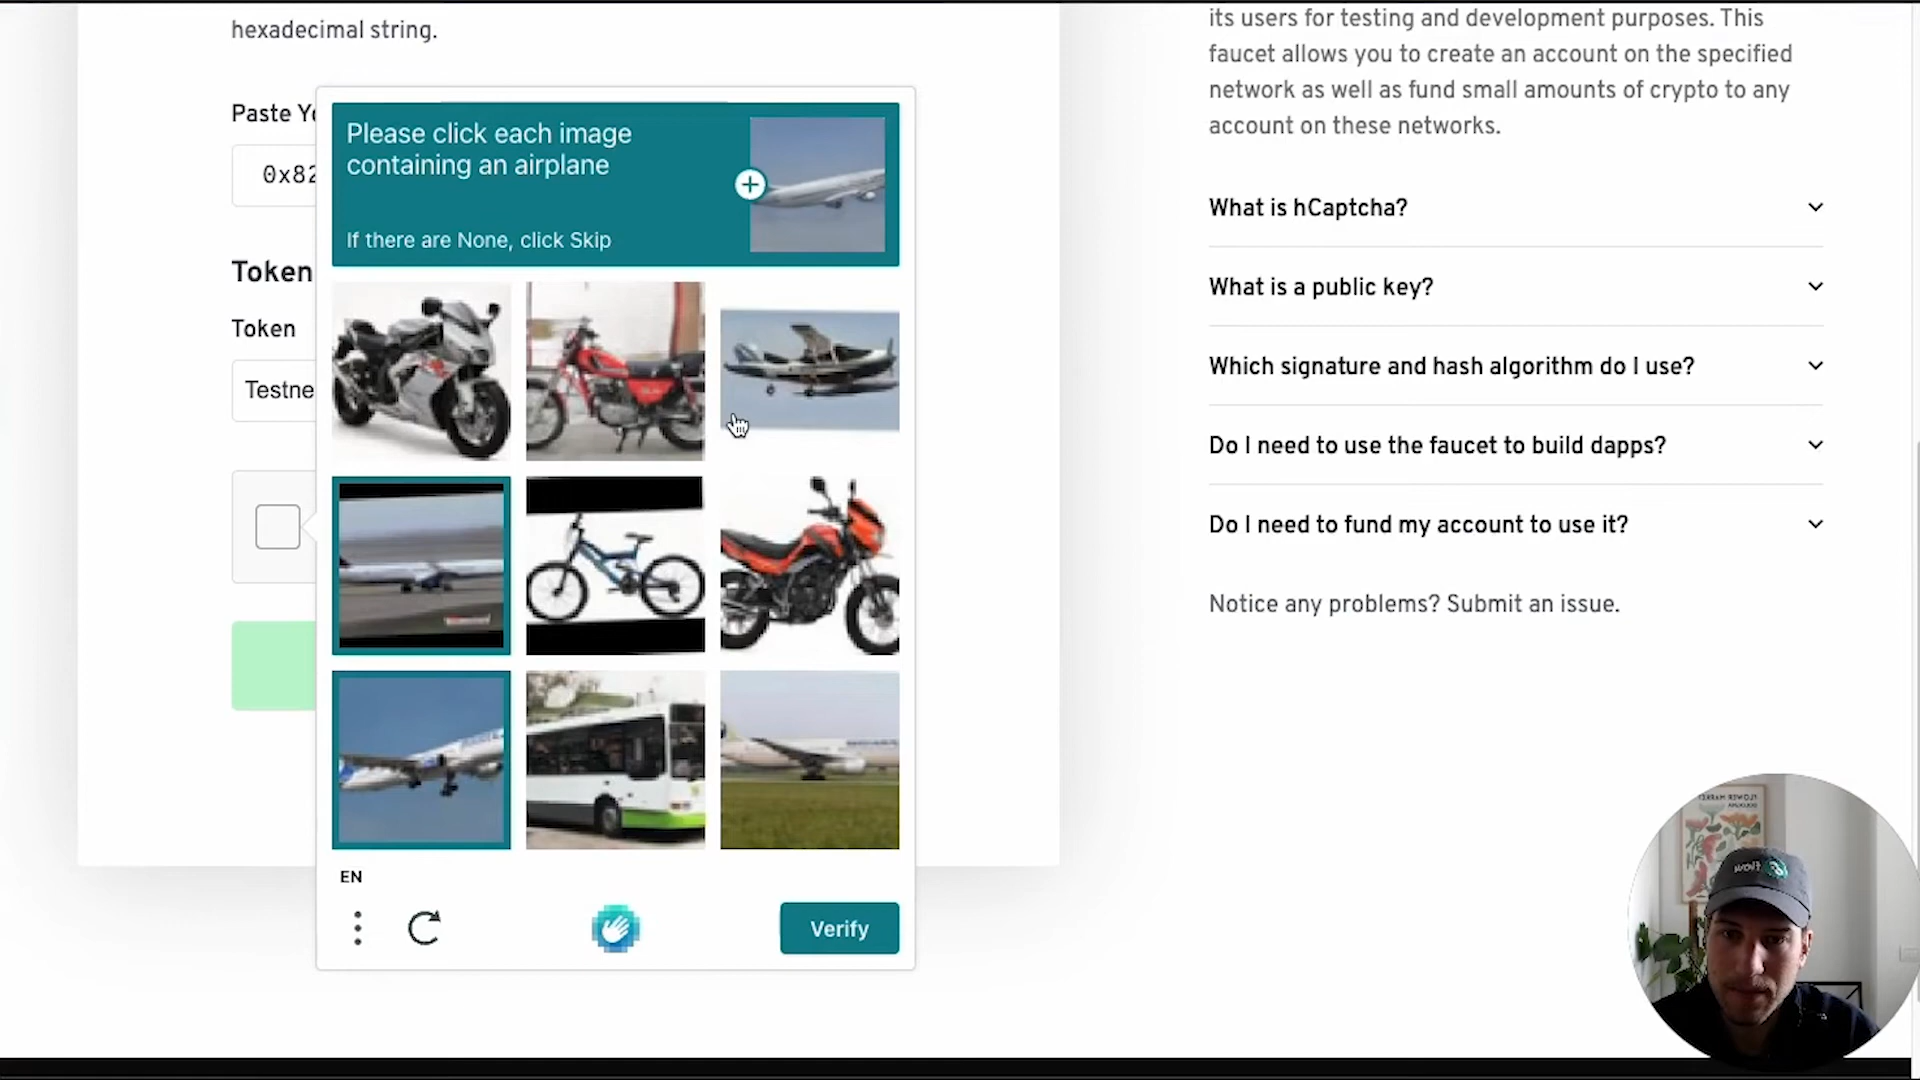 hexadecimal string.
Paste Yo
0x82
Token
Token
Testne
Please click each image
containing an airplane
If there are None, click Skip
EN
Verify
its users for testing and development purposes. This
faucet allows you to create an account on the specified
network as well as fund small amounts of crypto to any
account on these networks.
What is hCaptcha?
What is a public key?
Which signature and hash algorithm do I use?
Do I need to use the faucet to build dapps?
Do I need to fund my account to use it?
Notice any problems? Submit an issue.
FLOWER MARKET
flow